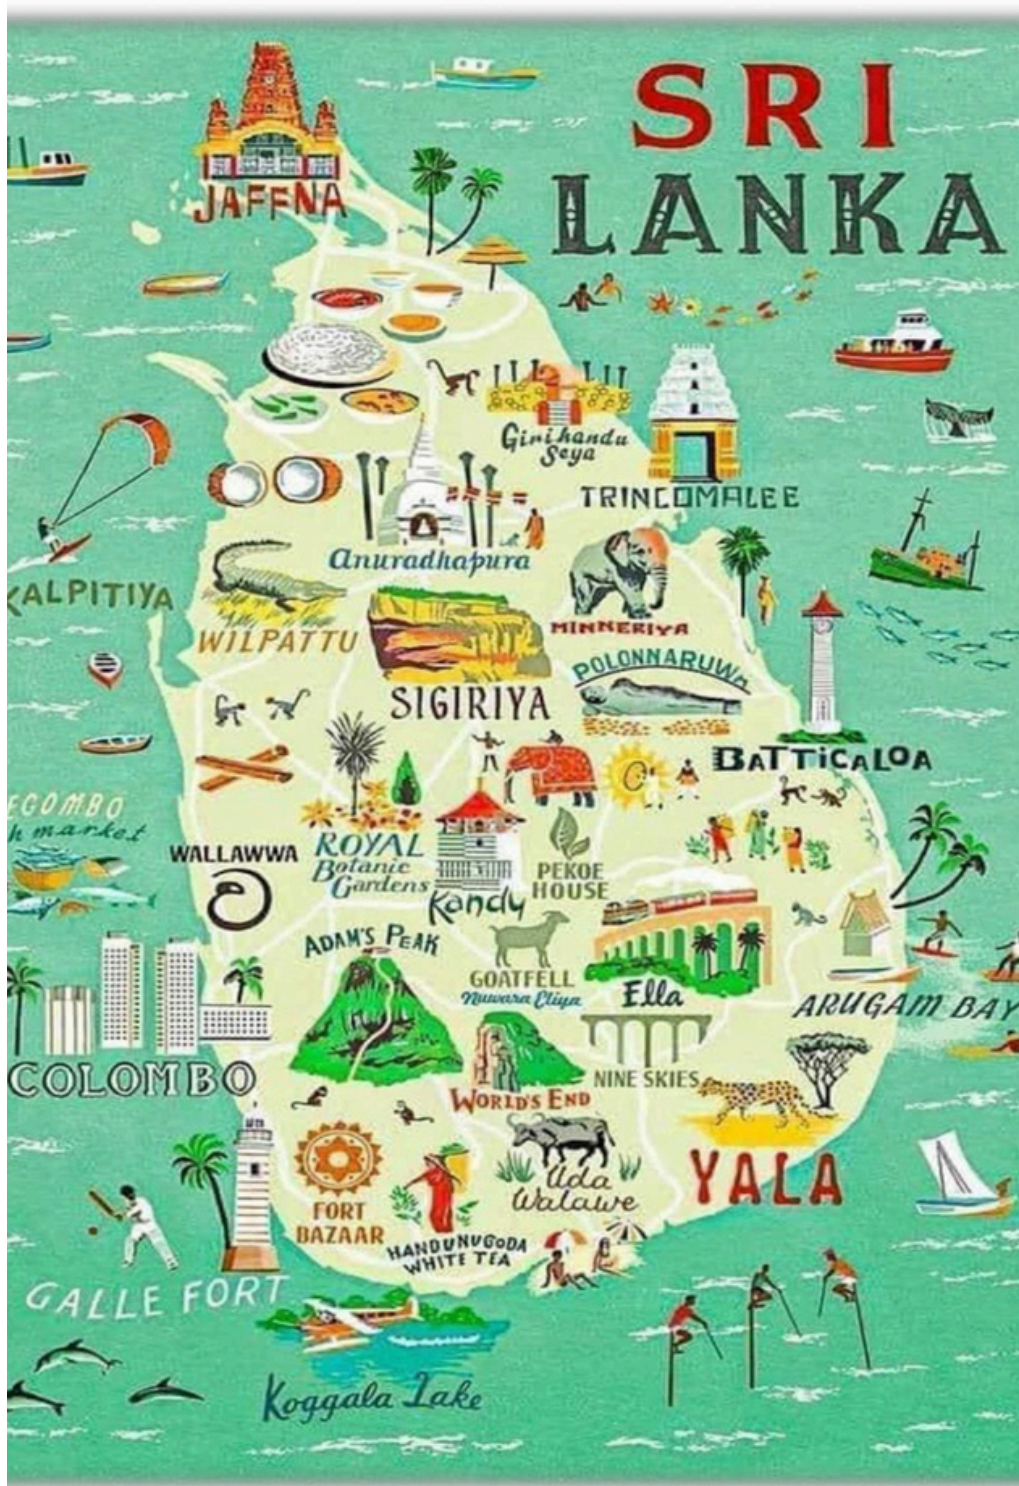 SRI
LANKA
JAFFNA
Girihandu
Seya
TRINCOMALEE
Anuradhapura
KALPITIYA
WILPATTU
MINNERIYA
SIGIRIYA
POLONNARUWA
BATTICALOA
EGOMBO
h market
WALLAWWA
ROYAL
Botanic
Gardens
Kandy
PEKOE
HOUSE
ADAM'S PEAK
GOATFELL
Nuwara Eliya
Ella
ARUGAM BAY
COLOMBO
NINE SKIES
WORLD'S END
YALA
Uda
Walawe
FORT
BAZAAR
HANDUNUGODA
WHITE TEA
GALLE FORT
Koggala Lake